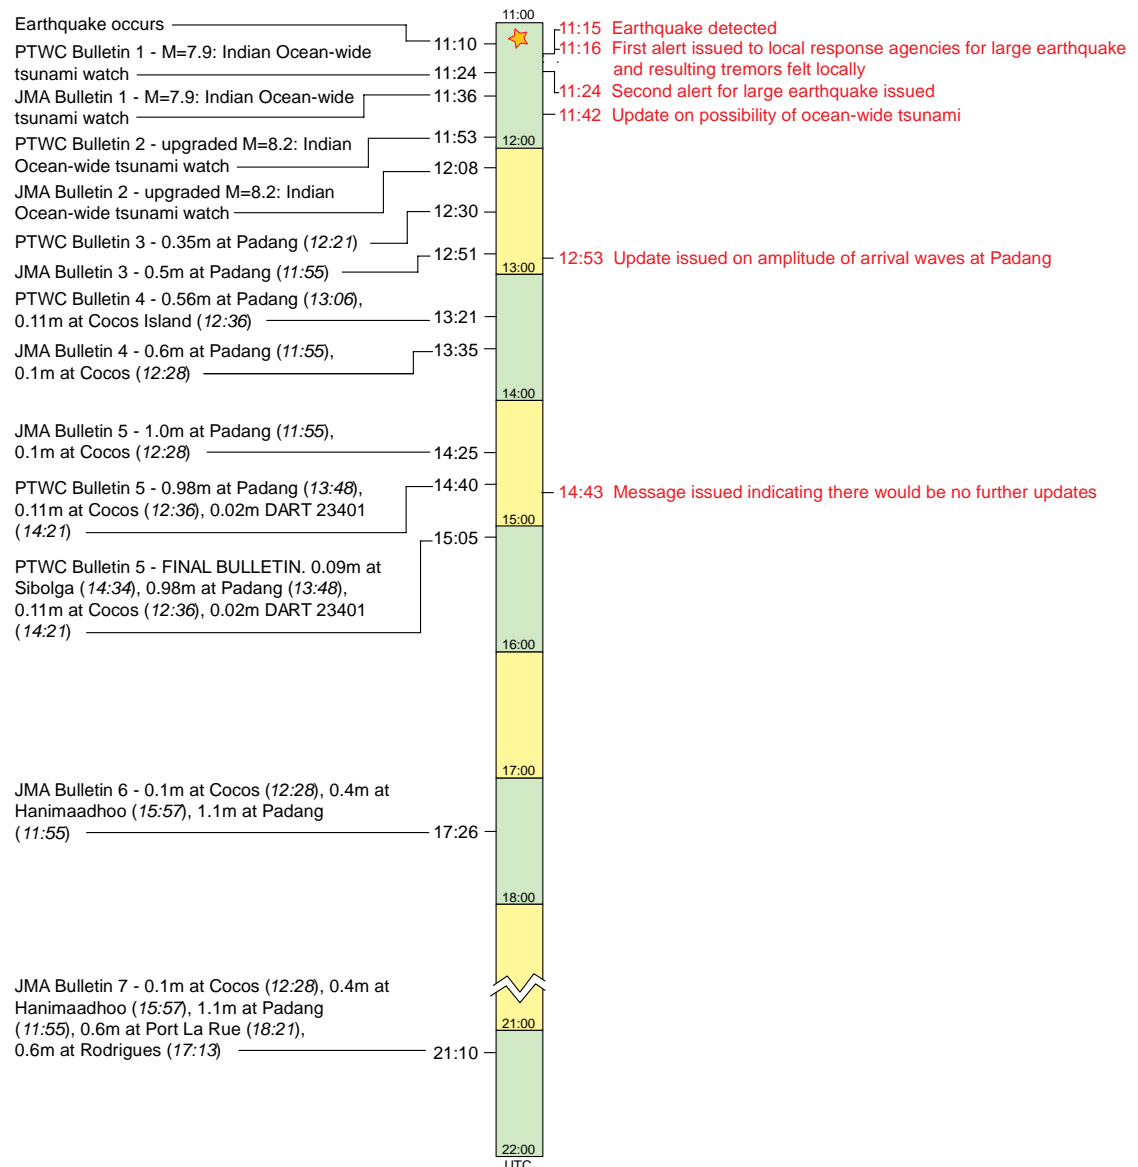 Earthquake occurs
PTWC Bulletin 1 - M=7.9: Indian Ocean-wide
tsunami watch
JMA Bulletin 1 - M=7.9: Indian Ocean-wide
tsunami watch
PTWC Bulletin 2 - upgraded M=8.2: Indian
Ocean-wide tsunami watch
JMA Bulletin 2 - upgraded M=8.2: Indian
Ocean-wide tsunami watch
PTWC Bulletin 3 - 0.35m at Padang (12:21)
JMA Bulletin 3 - 0.5m at Padang (11:55)
PTWC Bulletin 4 - 0.56m at Padang (13:06),
0.11m at Cocos Island (12:36)
JMA Bulletin 4 - 0.6m at Padang (11:55),
0.1m at Cocos (12:28)
JMA Bulletin 5 - 1.0m at Padang (11:55),
0.1m at Cocos (12:28)
PTWC Bulletin 5 - 0.98m at Padang (13:48),
0.11m at Cocos (12:36), 0.02m DART 23401
(14:21)
PTWC Bulletin 5 - FINAL BULLETIN. 0.09m at
Sibolga (14:34), 0.98m at Padang (13:48),
0.11m at Cocos (12:36), 0.02m DART 23401
(14:21)
JMA Bulletin 6 - 0.1m at Cocos (12:28), 0.4m at
Hanimaadhoo (15:57), 1.1m at Padang
(11:55)
JMA Bulletin 7 - 0.1m at Cocos (12:28), 0.4m at
Hanimaadhoo (15:57), 1.1m at Padang
(11:55), 0.6m at Port La Rue (18:21),
0.6m at Rodrigues (17:13)
11:10
11:24
11:36
11:53
12:08
12:30
12:51
13:21
13:35
14:25
14:40
15:05
17:26
21:10
11:00
12:00
13:00
14:00
15:00
16:00
17:00
18:00
21:00
22:00
UTC
11:15 Earthquake detected
11:16 First alert issued to local response agencies for large earthquake
and resulting tremors felt locally
11:24 Second alert for large earthquake issued
11:42 Update on possibility of ocean-wide tsunami
12:53 Update issued on amplitude of arrival waves at Padang
14:43 Message issued indicating there would be no further updates